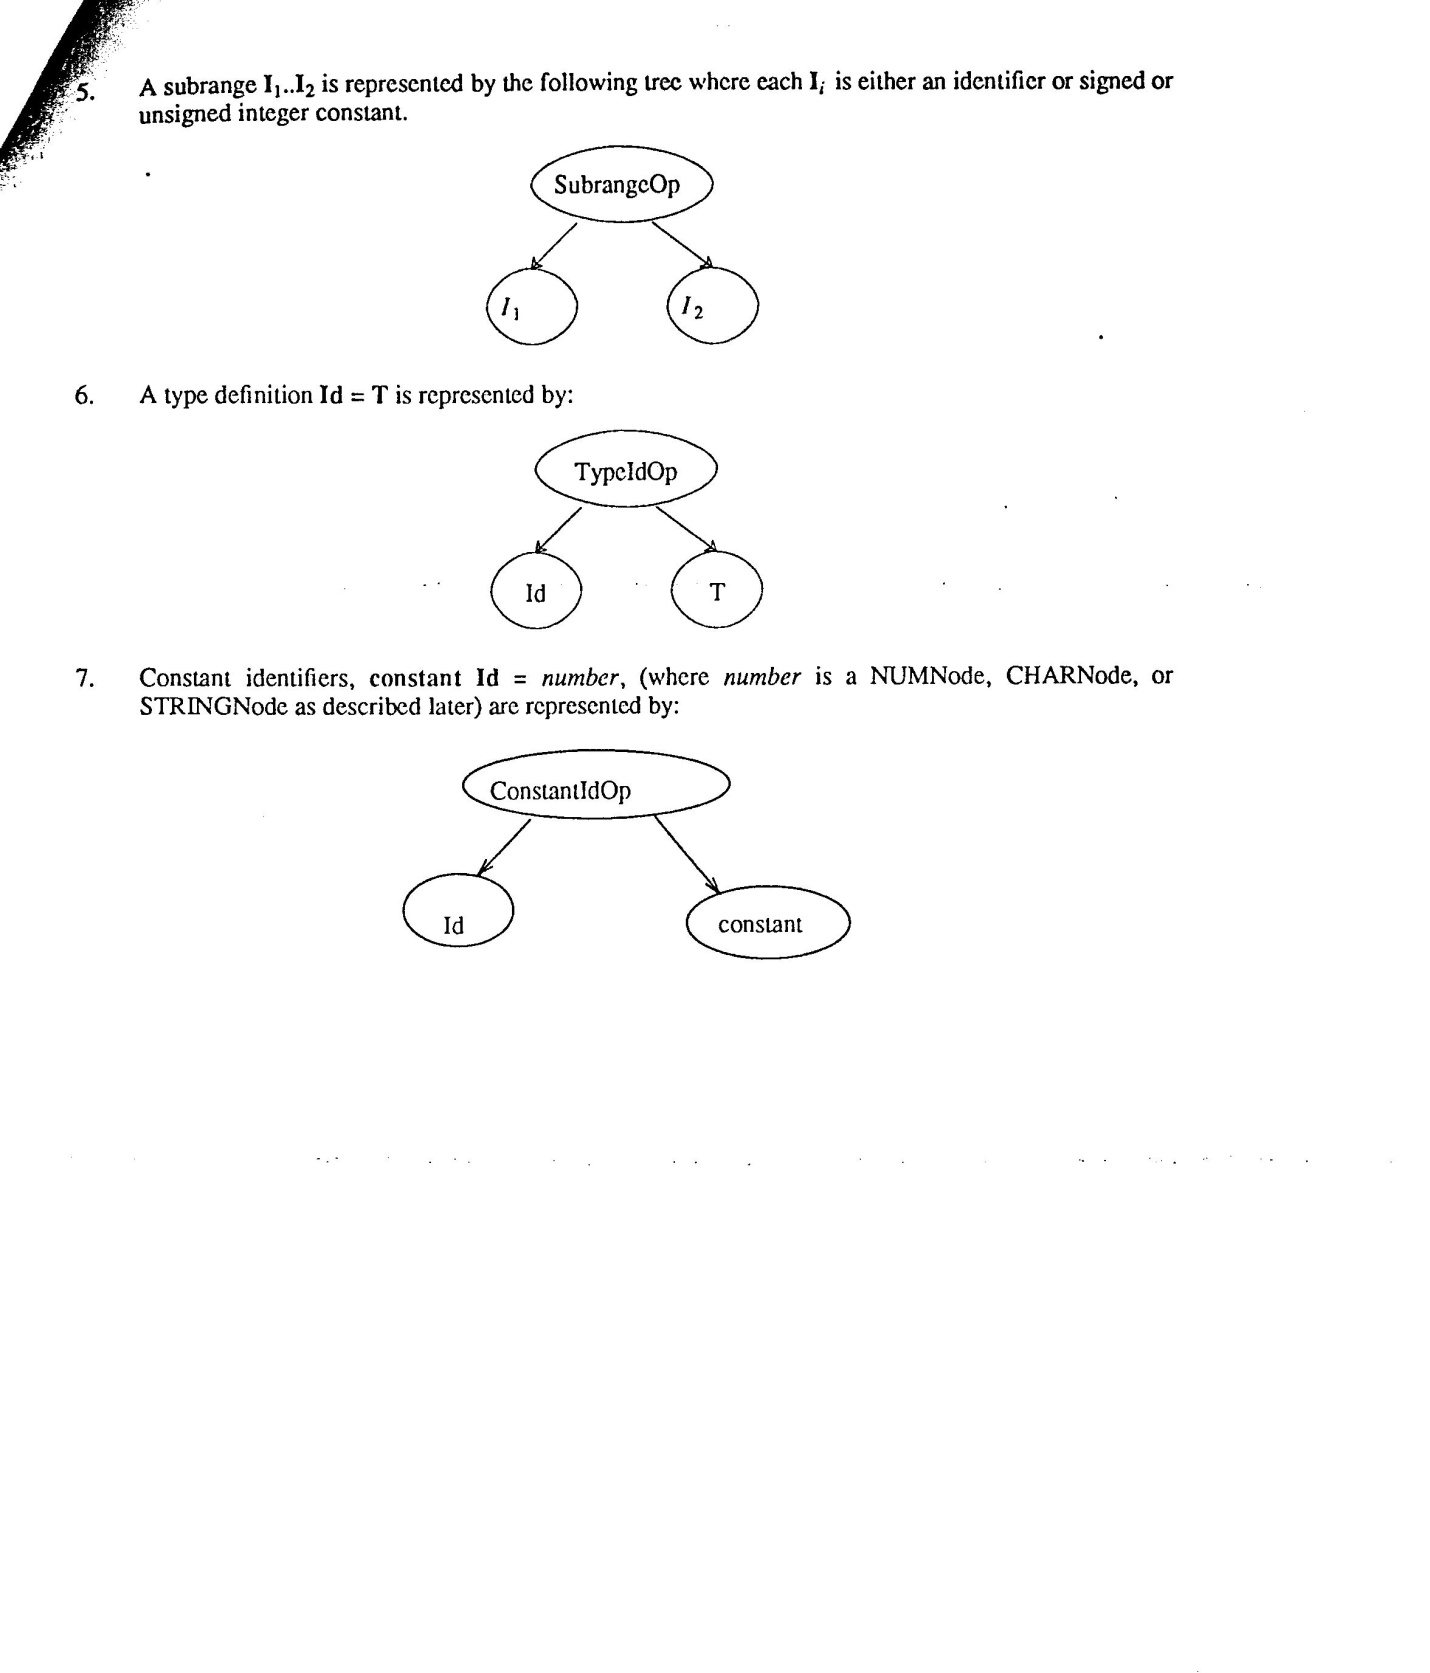 5. A subrange I1..I2 is represented by the following tree where each Ii is either an identifier or signed or
unsigned integer constant.
SubrangeOp
I1 I2
6. A type definition Id = T is represented by:
TypeIdOp
Id T
7. Constant identifiers, constant Id = number, (where number is a NUMNode, CHARNode, or
STRINGNode as described later) are represented by:
ConstantIdOp
Id constant